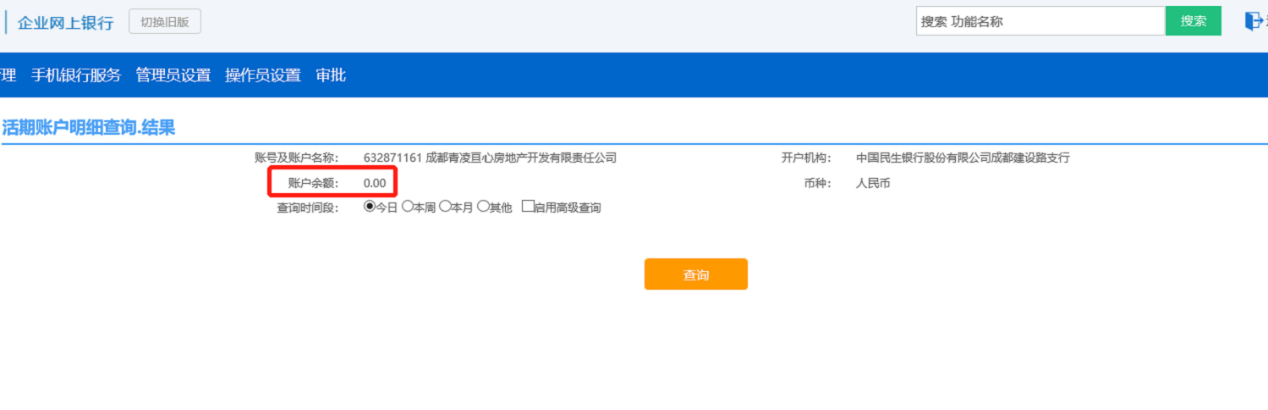 企业网上银行 切换旧版 搜索 功能名称 搜索
理 手机银行服务 管理员设置 操作员设置 审批
活期账户明细查询.结果
账号及账户名称: 632871161 成都青凌亘心房地产开发有限责任公司 开户机构: 中国民生银行股份有限公司成都建设路支行
账户余额: 0.00 币种: 人民币
查询时间段: 今日 本周 本月 其他 启用高级查询
查询